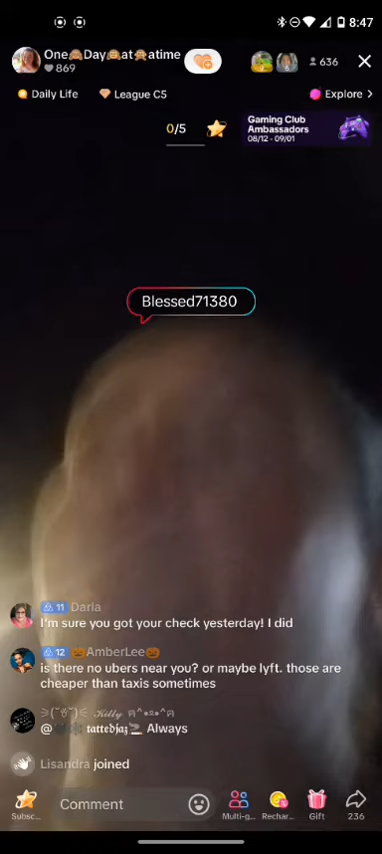 8:47
One🙈Day🙉at🙊atime
869
636
Daily Life
League C5
Explore >
0/5
Gaming Club
Ambassadors
08/12 - 09/01
Blessed71380
11 Daria
I'm sure you got your check yesterday! I did
12 🎃AmberLee🎃
is there no ubers near you? or maybe lyft. those are
cheaper than taxis sometimes
𝒦𝑒𝓁𝓁𝓎
@ 𝖙𝖆𝖙𝖙𝖊𝖉𝖏𝖆𝖟 Always
Lisandra joined
Subsc...
Comment
Multi-g...
Rechar...
Gift
236